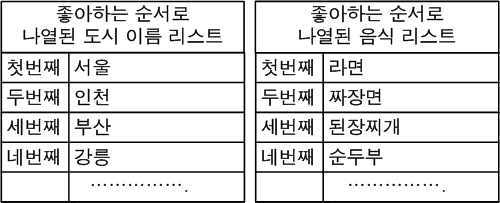 좋아하는 순서로
나열된 도시 이름 리스트
첫번째 서울
두번째 인천
세번째 부산
네번째 강릉
…………….
좋아하는 순서로
나열된 음식 리스트
첫번째 라면
두번째 짜장면
세번째 된장찌개
네번째 순두부
…………….